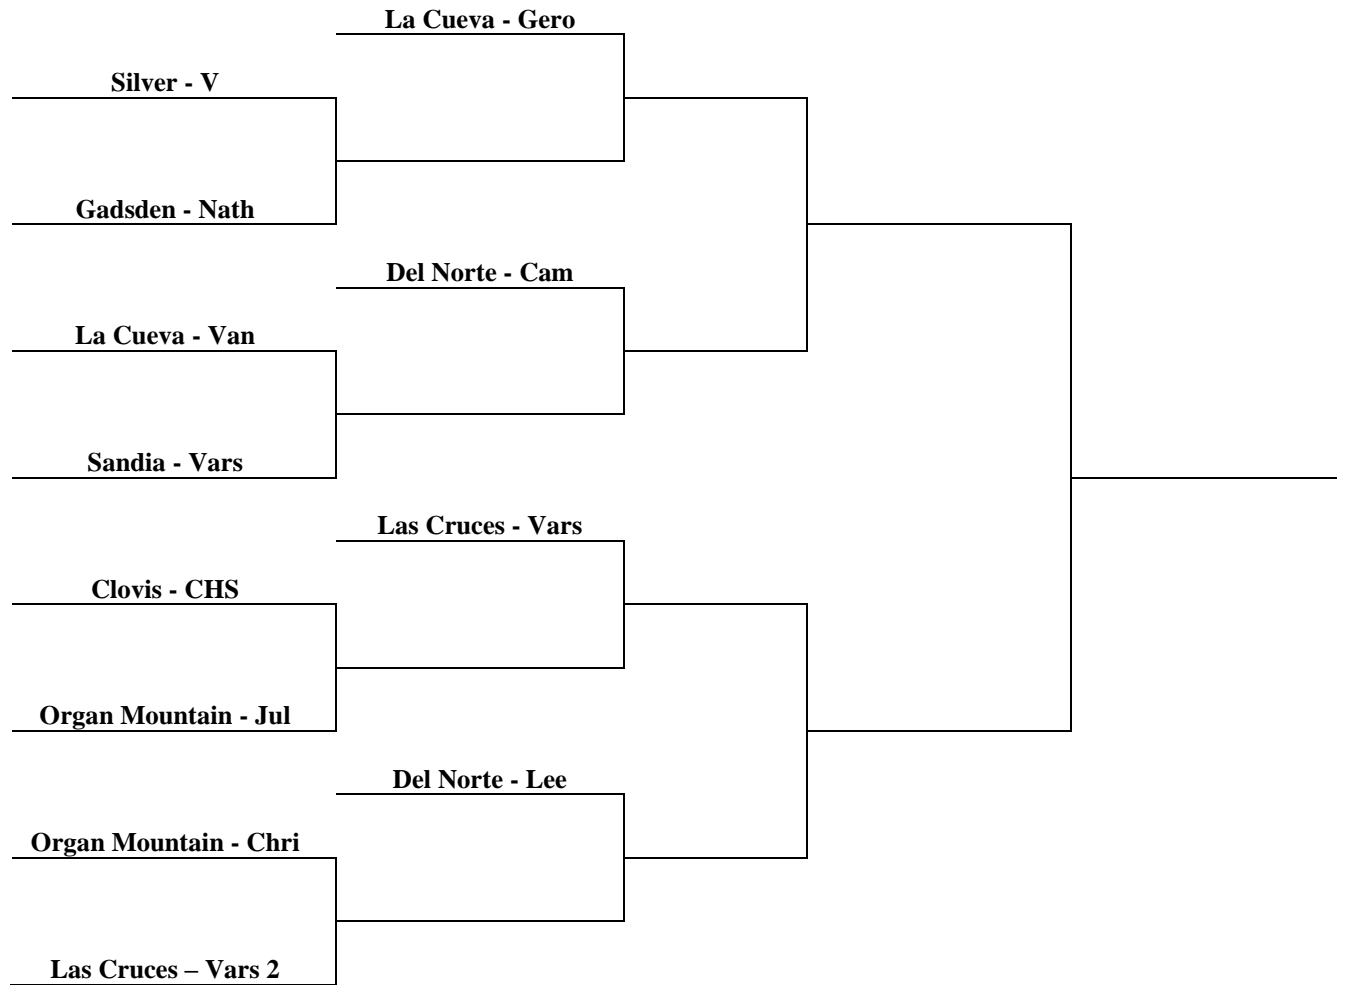 La Cueva - Gero
Silver - V
Gadsden - Nath
Del Norte - Cam
La Cueva - Van
Sandia - Vars
Las Cruces - Vars
Clovis - CHS
Organ Mountain - Jul
Del Norte - Lee
Organ Mountain - Chri
Las Cruces – Vars 2